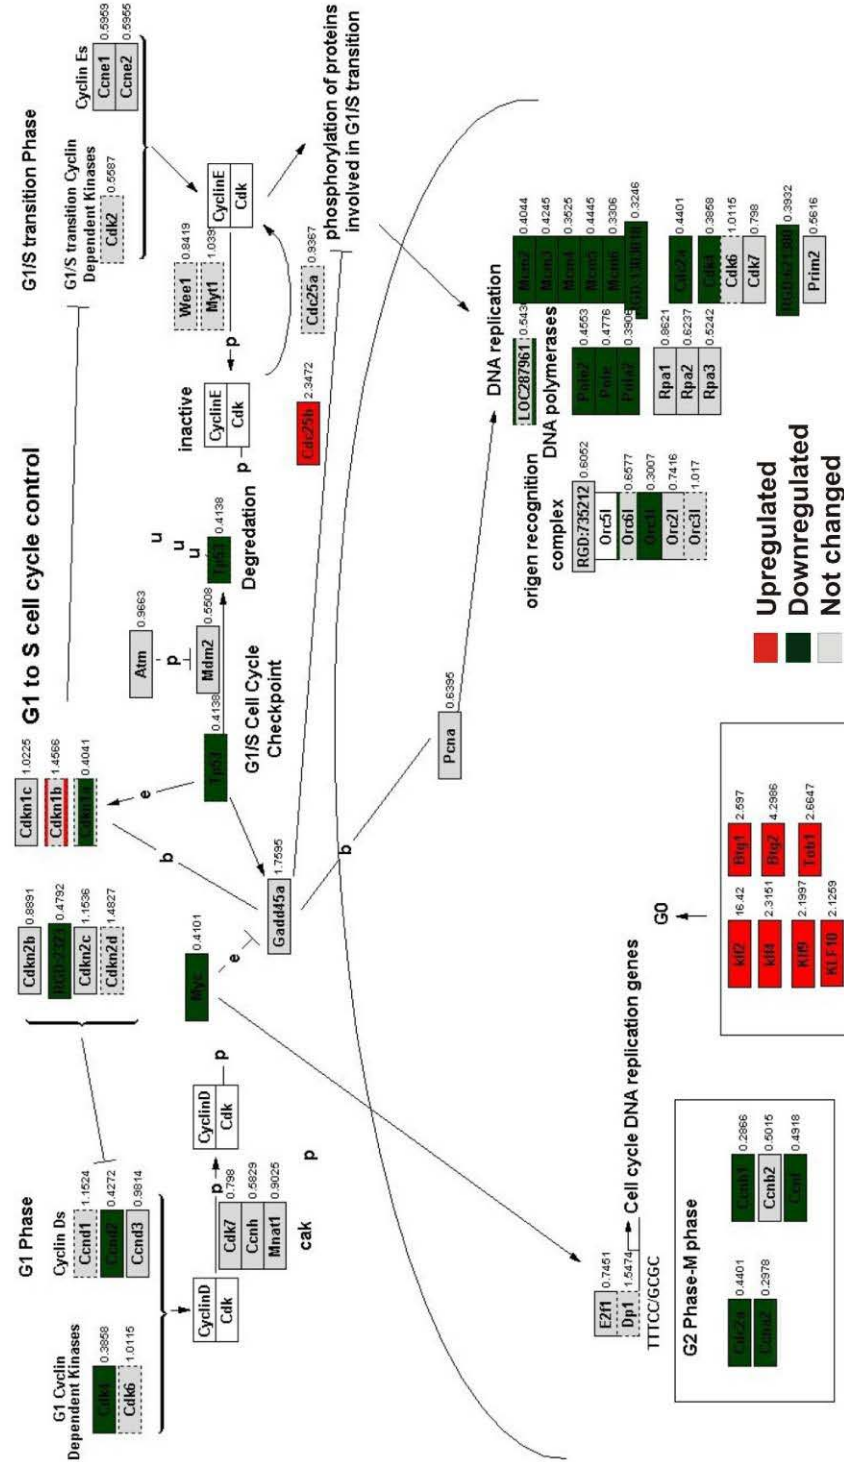 G1 to S cell cycle control
G1 Phase
G1 Cyclin
Dependent Kinases
Cdk4 0.3858
Cdk6 1.0115
Cyclin Ds
Ccnd1 1.1524
Ccnd2 0.4272
Ccnd3 0.9814
CyclinD
Cdk
p
CyclinD
Cdk
p
Cdk7 0.798
Ccnh 0.5829
Mnat1 0.9025
cak
p
Cdkn2b 0.8891
RGD:2323 0.4792
Cdkn2c 1.1536
Cdkn2d 1.4827
Cdkn1c 1.0225
Cdkn1b 1.4566
Cdkn1a 0.4041
Myc 0.4101
e
b
e
Gadd45a 1.7595
b
Tp53 0.4138
G1/S Cell Cycle
Checkpoint
Atm 0.9663
p
Mdm2 0.5508
u
u
u
Tp53 0.4138
Degredation
G1/S transition Phase
G1/S transition Cyclin
Dependent Kinases
Cdk2 0.5587
Cyclin Es
Ccne1 0.5959
Ccne2 0.5955
Wee1 0.8419
Myt1 1.039
inactive
CyclinE
Cdk
p
p
CyclinE
Cdk
Cdc25b 2.3472
Cdc25a 0.9367
phosphorylation of proteins
involved in G1/S transition
Pcna 0.6395
DNA replication
LOC287961 0.543
DNA polymerases
Pole2 0.4553
Pole 0.4776
Pola2 0.3906
Rpa1 0.8621
Rpa2 0.6237
Rpa3 0.5242
Mcm2 0.4044
Mcm3 0.4245
Mcm4 0.3525
Mcm5 0.4445
Mcm6 0.3306
0.3246
Cdc2a 0.4401
Cdk4 0.3858
Cdk6 1.0115
Cdk7 0.798
0.3932
Prim2 0.5616
origen recognition
complex
RGD:735212 0.6052
Orc5l
Orc6l 0.6577
0.3007
Orc2l 0.7416
Orc3l 1.017
E2f1 0.7451
Dp1 1.5474
TTTCC/GCGC
Cell cycle DNA replication genes
G2 Phase-M phase
Cdc2a 0.4401
Ccna2 0.2978
Ccnb1 0.2866
Ccnb2 0.5015
0.4918
G0
klf2 16.42
klf4 2.3151
Klf9 2.1997
KLF10 2.1259
Btg1 2.597
Btg2 4.2986
Tob1 2.6647
Upregulated
Downregulated
Not changed